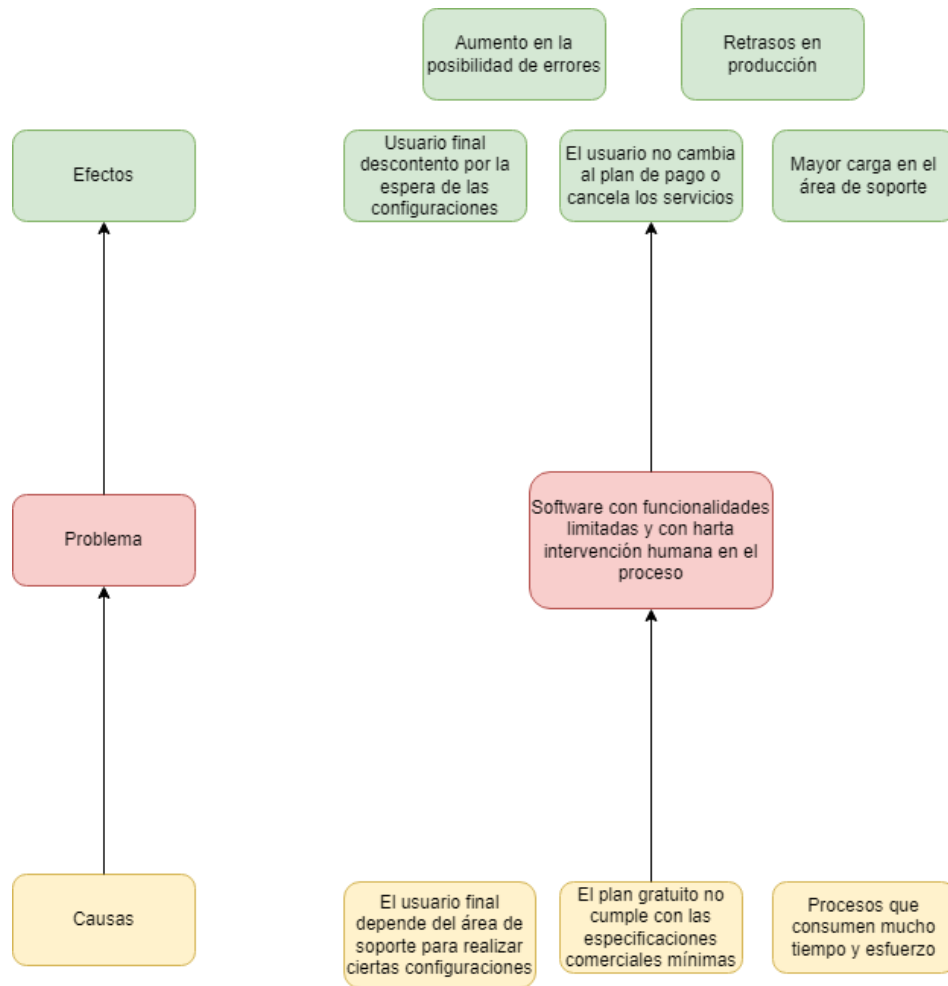 Aumento en la
posibilidad de errores
Retrasos en
producción
Efectos
Usuario final
descontento por la
espera de las
configuraciones
El usuario no cambia
al plan de pago o
cancela los servicios
Mayor carga en el
área de soporte
Problema
Software con funcionalidades
limitadas y con harta
intervención humana en el
proceso
Causas
El usuario final
depende del área de
soporte para realizar
ciertas configuraciones
El plan gratuito no
cumple con las
especificaciones
comerciales mínimas
Procesos que
consumen mucho
tiempo y esfuerzo